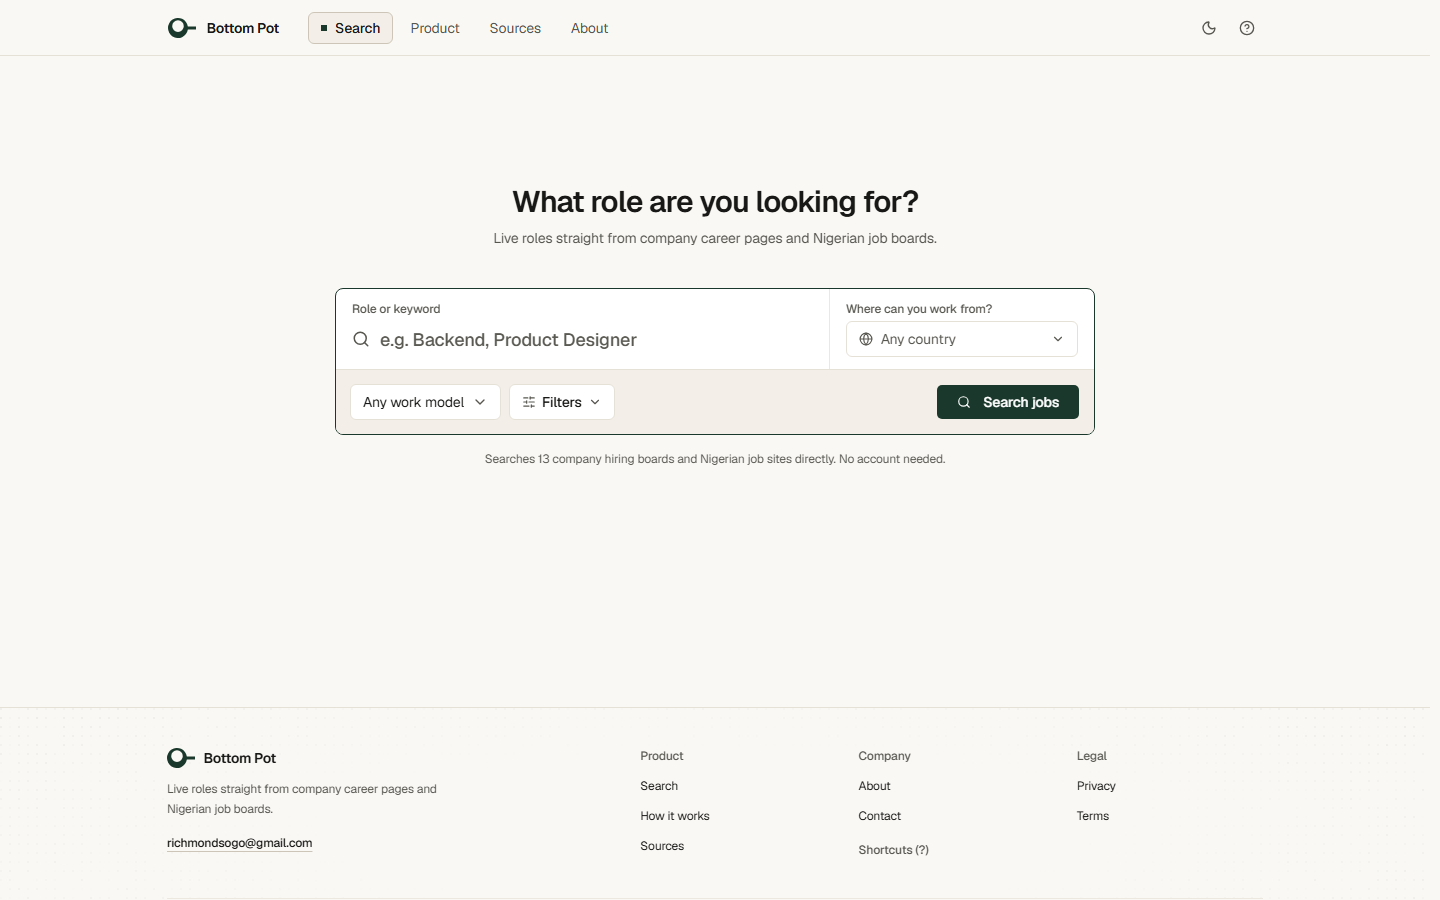 Bottom Pot
Search
Product
Sources
About
What role are you looking for?
Live roles straight from company career pages and Nigerian job boards.
Role or keyword
e.g. Backend, Product Designer
Where can you work from?
Any country
Any work model
Filters
Search jobs
Searches 13 company hiring boards and Nigerian job sites directly. No account needed.
Bottom Pot
Live roles straight from company career pages and
Nigerian job boards.
richmondsogo@gmail.com
Product
Search
How it works
Sources
Company
About
Contact
Shortcuts (?)
Legal
Privacy
Terms